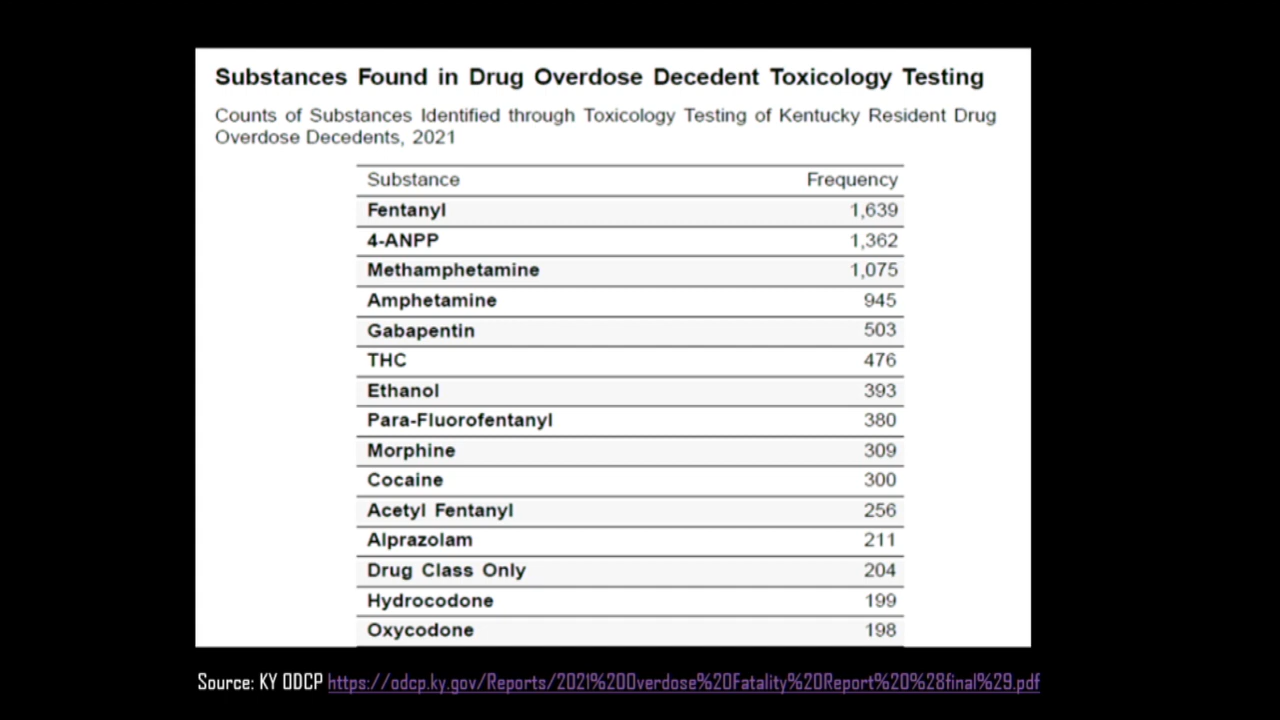 Substances Found in Drug Overdose Decedent Toxicology Testing
Counts of Substances Identified through Toxicology Testing of Kentucky Resident Drug
Overdose Decedents, 2021
Substance Frequency
Fentanyl 1,639
4-ANPP 1,362
Methamphetamine 1,075
Amphetamine 945
Gabapentin 503
THC 476
Ethanol 393
Para-Fluorofentanyl 380
Morphine 309
Cocaine 300
Acetyl Fentanyl 256
Alprazolam 211
Drug Class Only 204
Hydrocodone 199
Oxycodone 198
Source: KY ODCP https://odcp.ky.gov/Reports/2021%20Overdose%20Fatality%20Report%20%28final%29.pdf